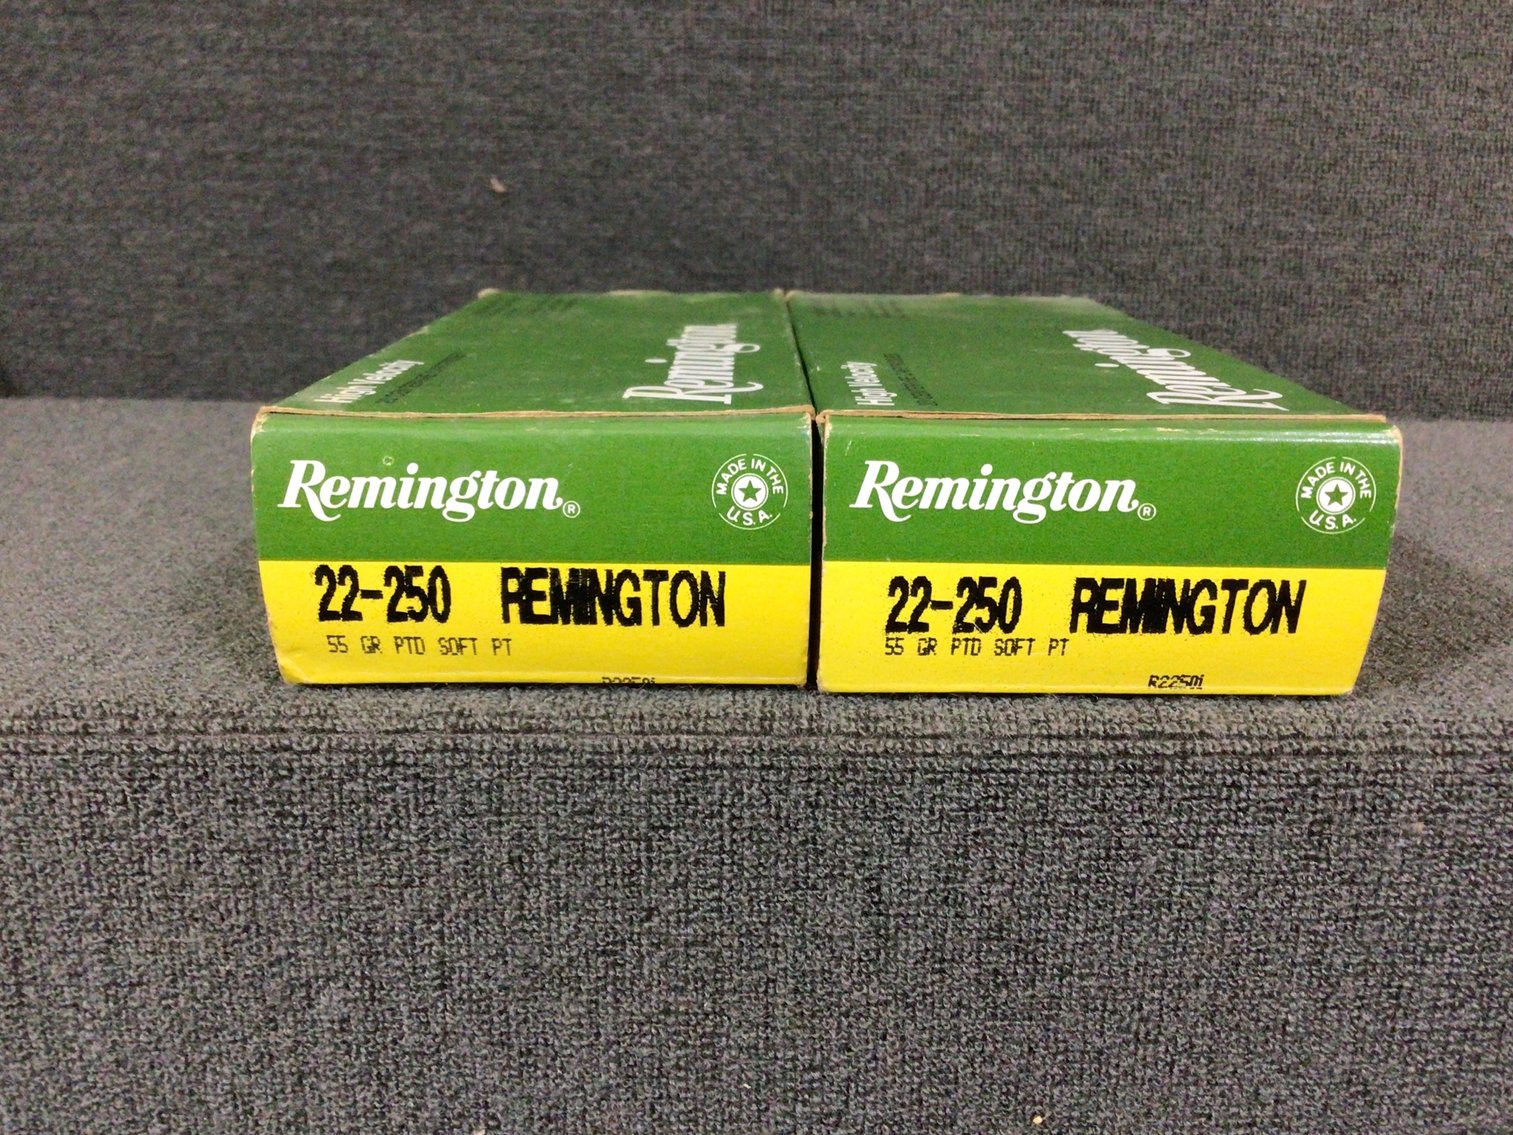 High Velocity
Remington
Remington®
MADE IN THE
U.S.A.
22-250 REMINGTON
55 GR PTD SOFT PT
High Velocity
Remington
Remington®
MADE IN THE
U.S.A.
22-250 REMINGTON
55 GR PTD SOFT PT